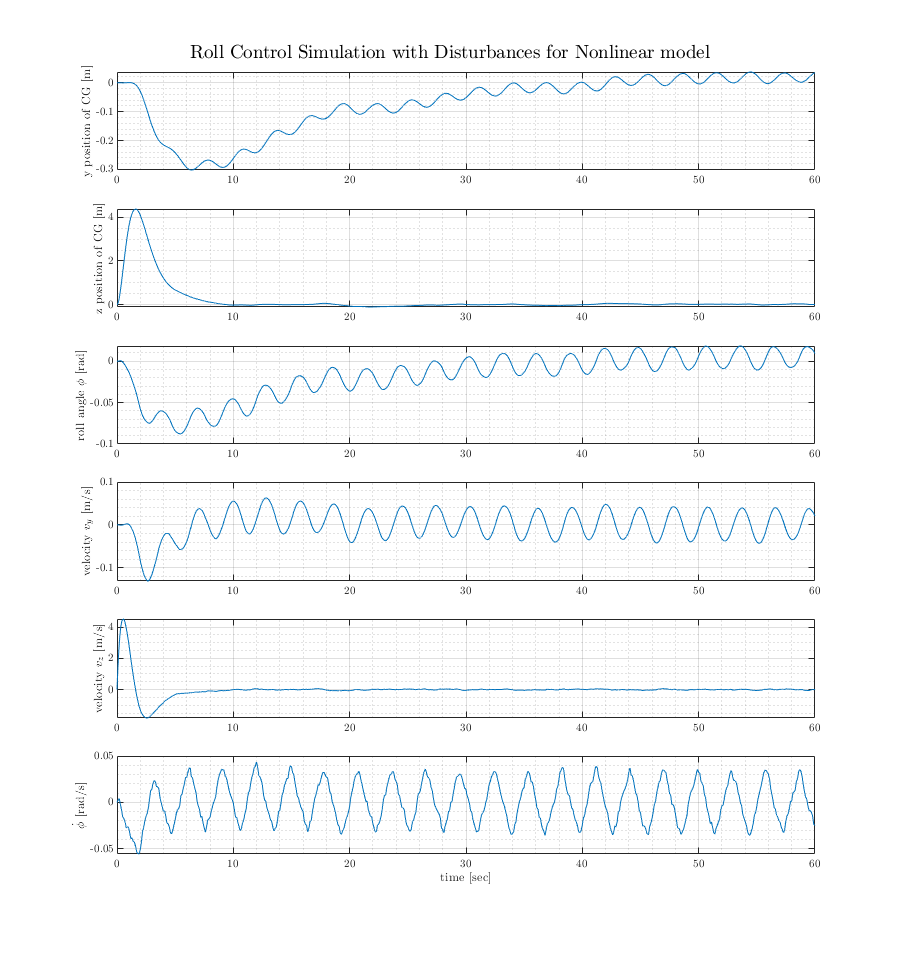 Roll Control Simulation with Disturbances for Nonlinear model
y position of CG [m]
0
-0.1
-0.2
-0.3
0 10 20 30 40 50 60
z position of CG [m]
4
2
0
0 10 20 30 40 50 60
roll angle ϕ [rad]
0
-0.05
-0.1
0 10 20 30 40 50 60
velocity v_y [m/s]
0.1
0
-0.1
0 10 20 30 40 50 60
velocity v_z [m/s]
4
2
0
0 10 20 30 40 50 60
ϕ̇ [rad/s]
0.05
0
-0.05
0 10 20 30 40 50 60
time [sec]